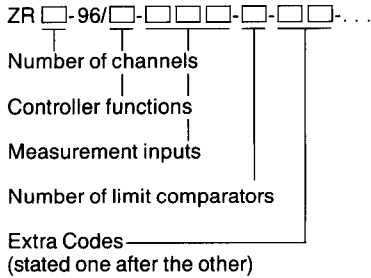 ZR □-96/□-□□□-□-□□-...
Number of channels
Controller functions
Measurement inputs
Number of limit comparators
Extra Codes
(stated one after the other)